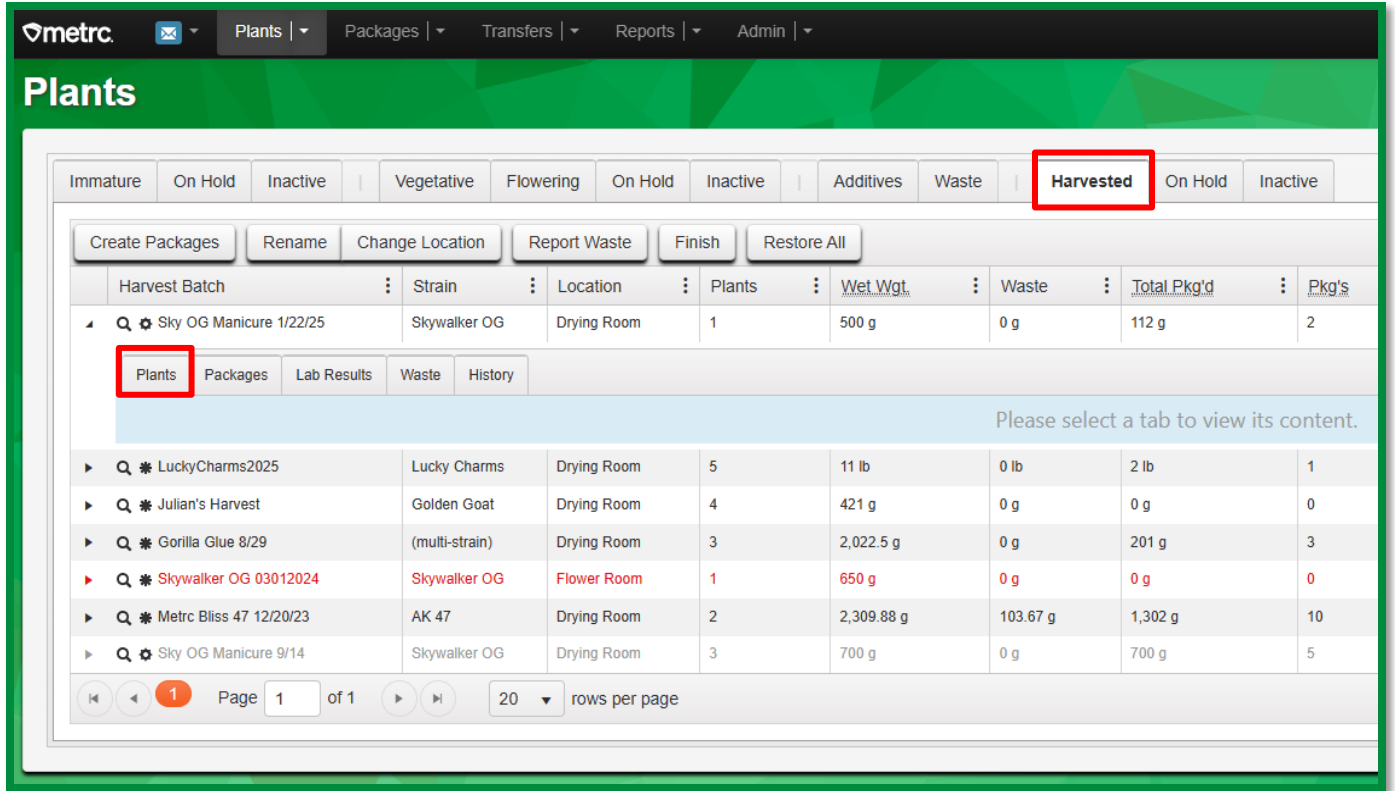 metrc. Plants Packages Transfers Reports Admin
Plants
Immature On Hold Inactive Vegetative Flowering On Hold Inactive Additives Waste Harvested On Hold Inactive
Create Packages Rename Change Location Report Waste Finish Restore All
Harvest Batch Strain Location Plants Wet Wgt. Waste Total Pkg'd Pkg's
Sky OG Manicure 1/22/25 Skywalker OG Drying Room 1 500 g 0 g 112 g 2
Plants Packages Lab Results Waste History
Please select a tab to view its content.
LuckyCharms2025 Lucky Charms Drying Room 5 11 lb 0 lb 2 lb 1
Julian's Harvest Golden Goat Drying Room 4 421 g 0 g 0 g 0
Gorilla Glue 8/29 (multi-strain) Drying Room 3 2,022.5 g 0 g 201 g 3
Skywalker OG 03012024 Skywalker OG Flower Room 1 650 g 0 g 0 g 0
Metrc Bliss 47 12/20/23 AK 47 Drying Room 2 2,309.88 g 103.67 g 1,302 g 10
Sky OG Manicure 9/14 Skywalker OG Drying Room 3 700 g 0 g 700 g 5
1 Page 1 of 1 20 rows per page